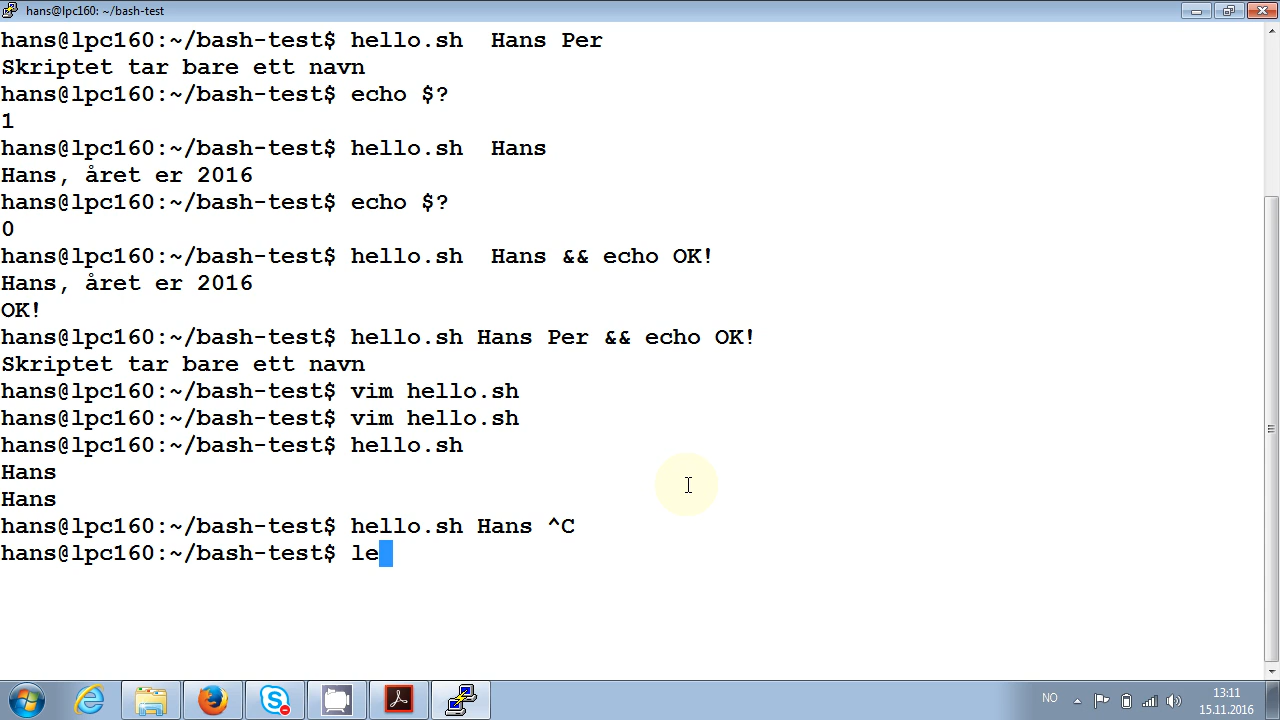 hans@lpc160: ~/bash-test
hans@lpc160:~/bash-test$ hello.sh  Hans Per
Skriptet tar bare ett navn
hans@lpc160:~/bash-test$ echo $?
1
hans@lpc160:~/bash-test$ hello.sh  Hans
Hans, året er 2016
hans@lpc160:~/bash-test$ echo $?
0
hans@lpc160:~/bash-test$ hello.sh  Hans && echo OK!
Hans, året er 2016
OK!
hans@lpc160:~/bash-test$ hello.sh Hans Per && echo OK!
Skriptet tar bare ett navn
hans@lpc160:~/bash-test$ vim hello.sh
hans@lpc160:~/bash-test$ vim hello.sh
hans@lpc160:~/bash-test$ hello.sh
Hans
Hans
hans@lpc160:~/bash-test$ hello.sh Hans ^C
hans@lpc160:~/bash-test$ le
NO
13:11
15.11.2016